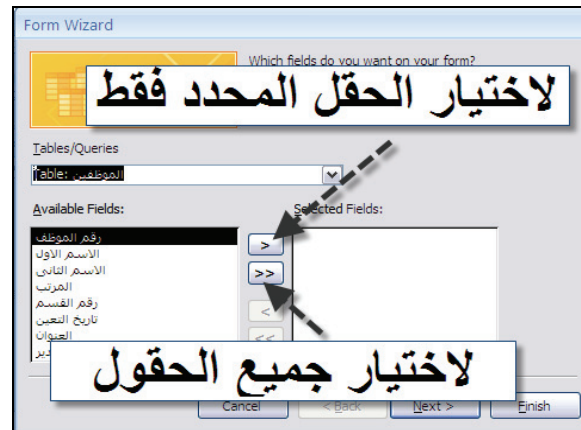 Form Wizard
Which fields do you want on your form?
لاختيار الحقل المحدد فقط
Tables/Queries
Table: الموظفين
Available Fields:
Selected Fields:
رقم الموظف
الاسم الاول
الاسم الثانى
المرتب
رقم القسم
تاريخ التعين
العنوان
>
>>
<
<<
لاختيار جميع الحقول
Cancel
< Back
Next >
Finish